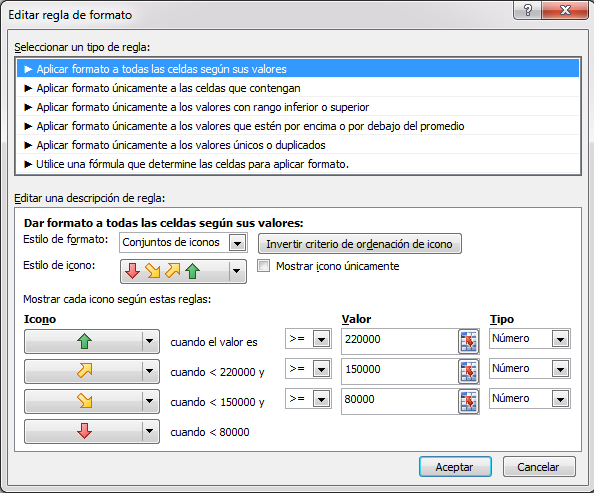 Editar regla de formato
Seleccionar un tipo de regla:
► Aplicar formato a todas las celdas según sus valores
► Aplicar formato únicamente a las celdas que contengan
► Aplicar formato únicamente a los valores con rango inferior o superior
► Aplicar formato únicamente a los valores que estén por encima o por debajo del promedio
► Aplicar formato únicamente a los valores únicos o duplicados
► Utilice una fórmula que determine las celdas para aplicar formato.
Editar una descripción de regla:
Dar formato a todas las celdas según sus valores:
Estilo de formato: Conjuntos de iconos Invertir criterio de ordenación de icono
Estilo de icono: Mostrar icono únicamente
Mostrar cada icono según estas reglas:
Icono Valor Tipo
cuando el valor es >= 220000 Número
cuando < 220000 y >= 150000 Número
cuando < 150000 y >= 80000 Número
cuando < 80000
Aceptar Cancelar